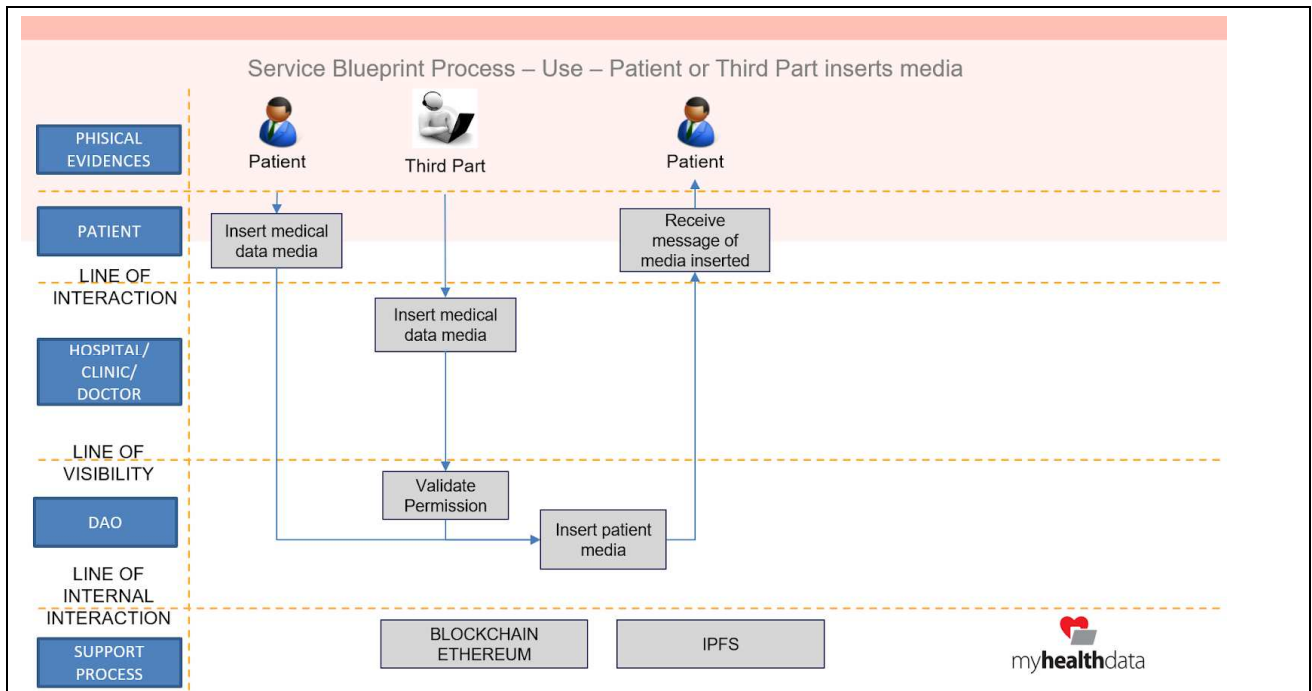 Service Blueprint Process – Use – Patient or Third Part inserts media
PHISICAL
EVIDENCES
Patient
Third Part
Patient
PATIENT
Insert medical
data media
Receive
message of
media inserted
LINE OF
INTERACTION
Insert medical
data media
HOSPITAL/
CLINIC/
DOCTOR
LINE OF
VISIBILITY
Validate
Permission
DAO
Insert patient
media
LINE OF
INTERNAL
INTERACTION
BLOCKCHAIN
ETHEREUM
IPFS
SUPPORT
PROCESS
myhealthdata